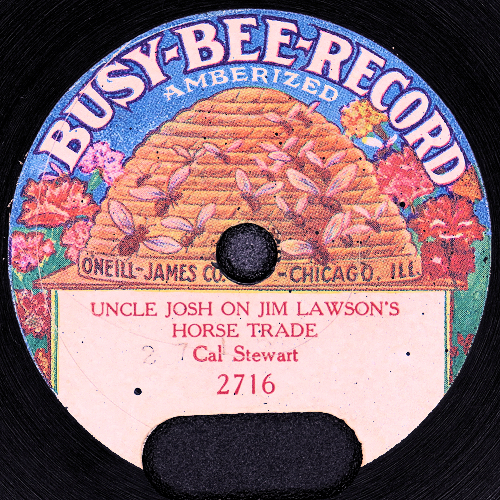 BUSY-BEE-RECORD
AMBERIZED
ONEILL-JAMES CO. -CHICAGO, ILL
UNCLE JOSH ON JIM LAWSON'S
HORSE TRADE
Cal Stewart
2716